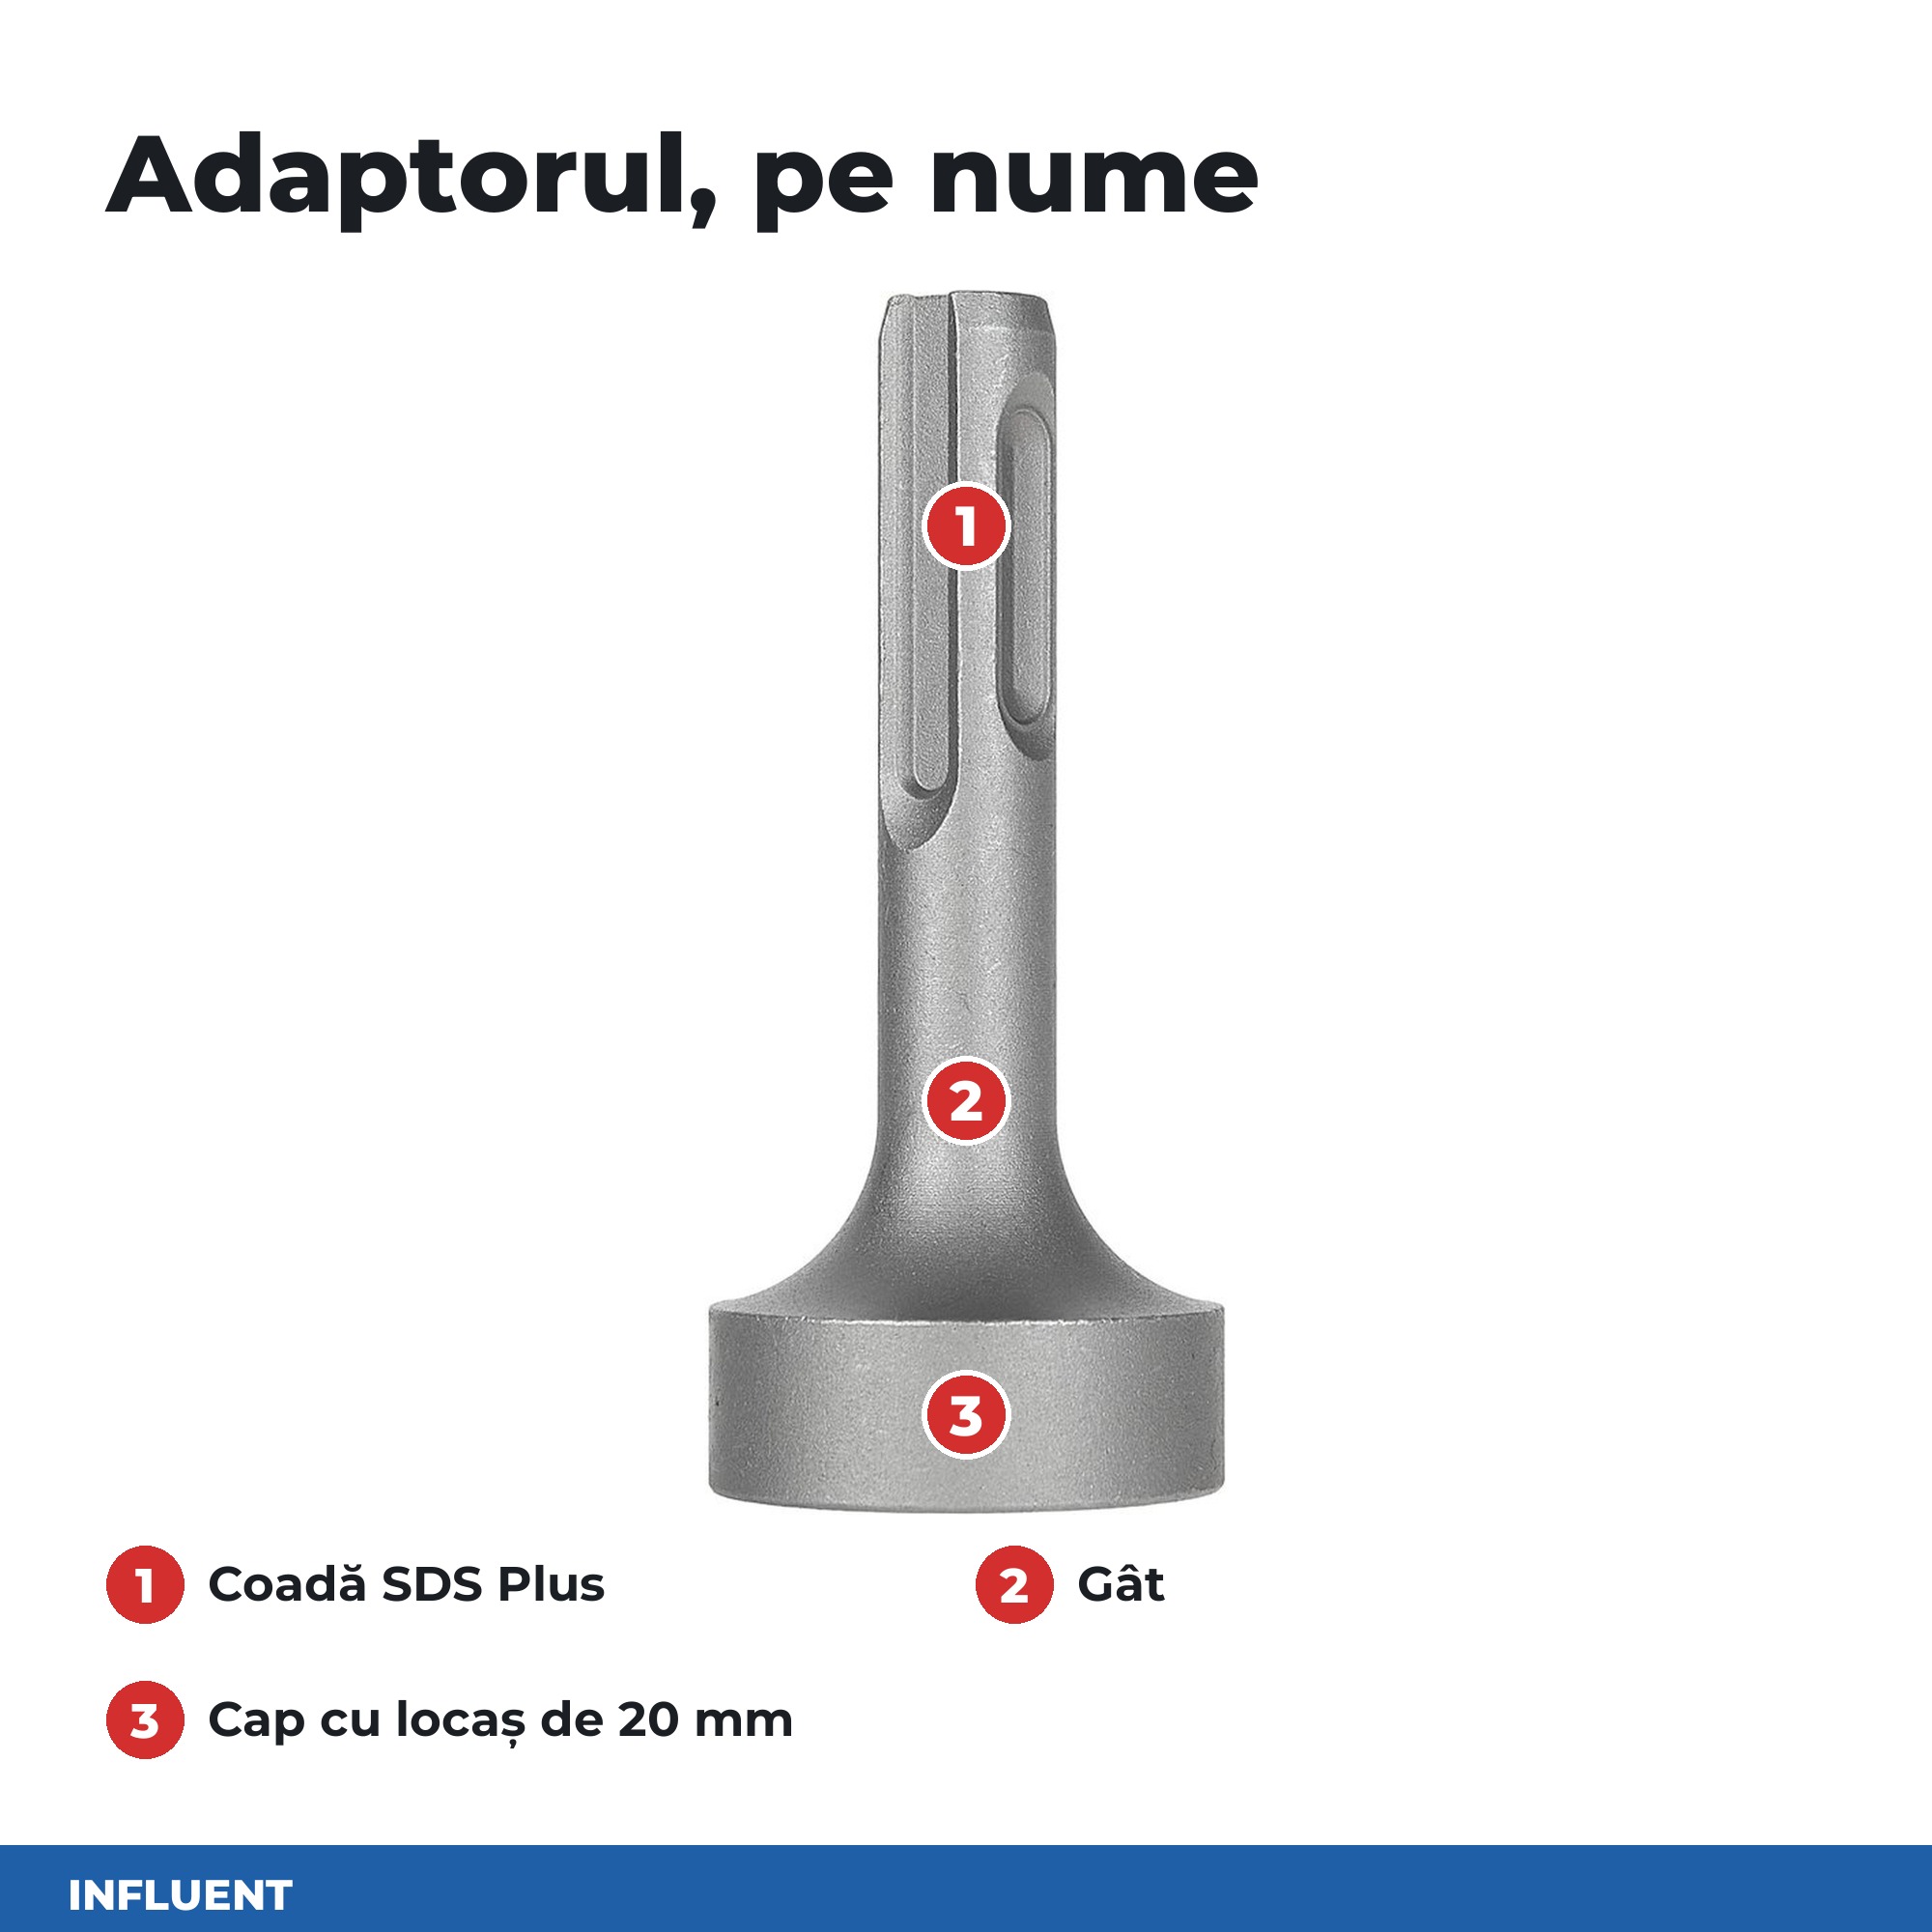 Adaptorul, pe nume
1
2
3
1 Coadă SDS Plus
2 Gât
3 Cap cu locaș de 20 mm
INFLUENT